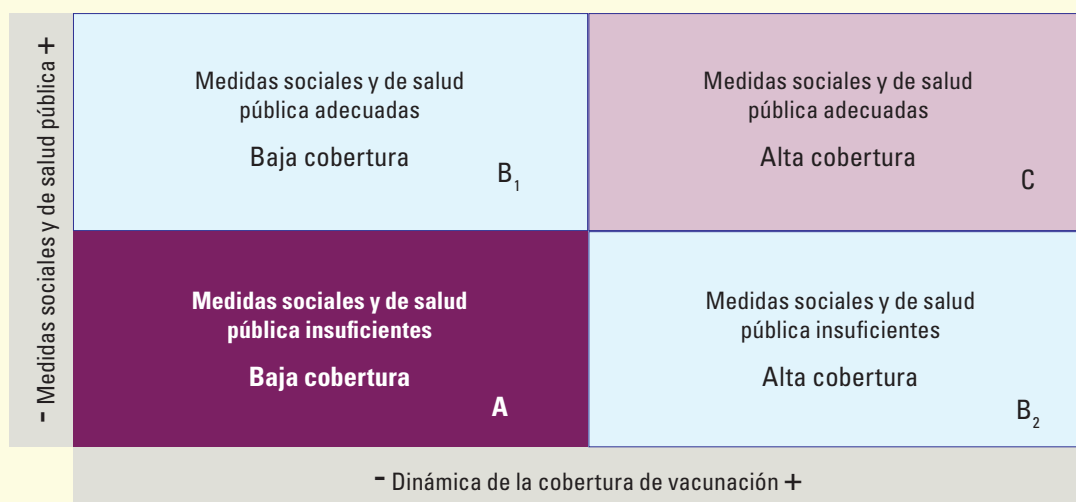 - Medidas sociales y de salud pública +
Medidas sociales y de salud
pública adecuadas
Baja cobertura
B1
Medidas sociales y de salud
pública adecuadas
Alta cobertura
C
Medidas sociales y de salud
pública insuficientes
Baja cobertura
A
Medidas sociales y de salud
pública insuficientes
Alta cobertura
B2
- Dinámica de la cobertura de vacunación +